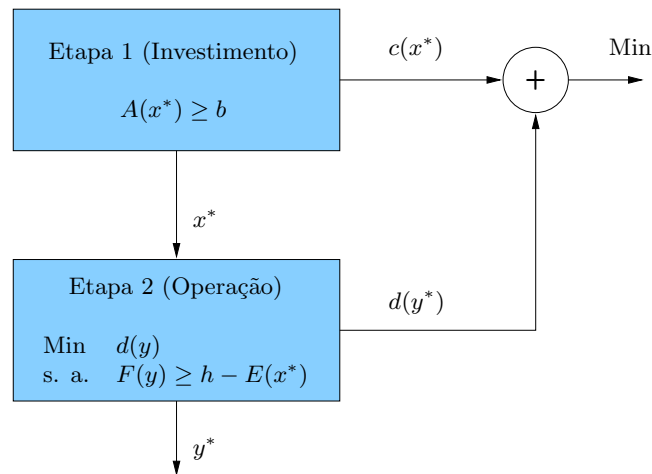 Etapa 1 (Investimento)
A(x*) ≥ b
c(x*)
+
Min
x*
Etapa 2 (Operação)
Min d(y)
s. a. F(y) ≥ h − E(x*)
d(y*)
y*